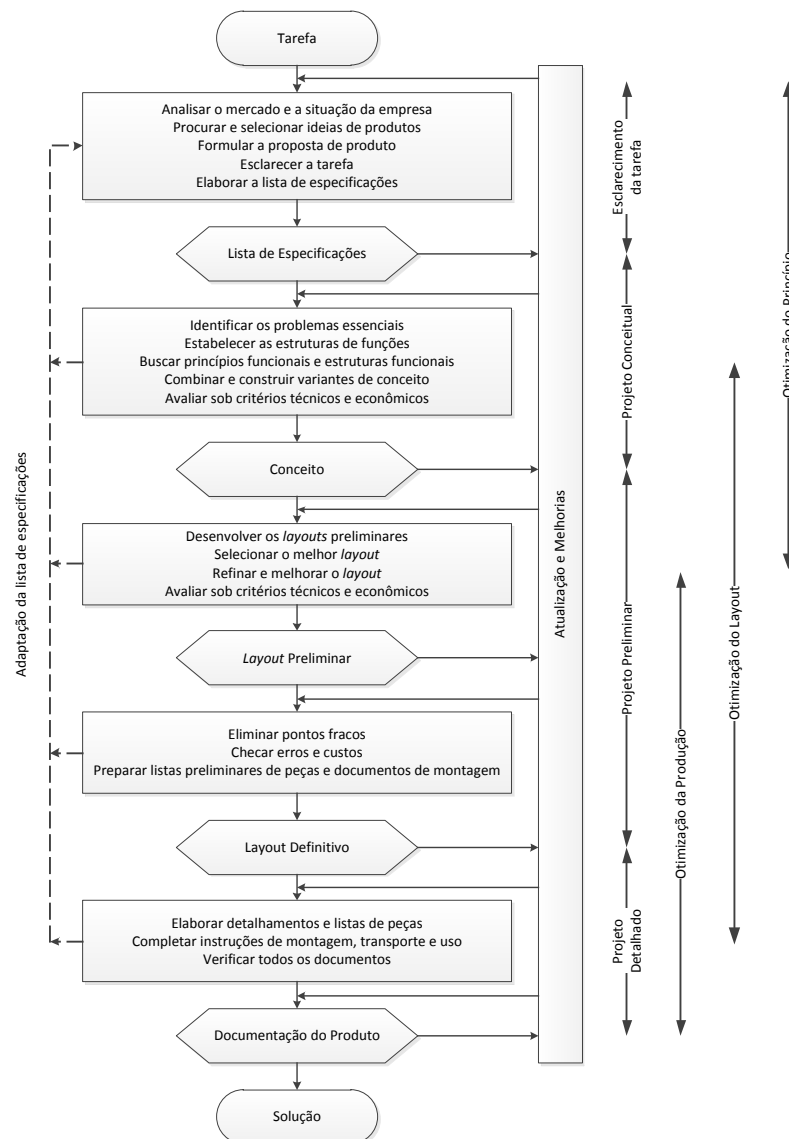 Tarefa
Analisar o mercado e a situação da empresa
Procurar e selecionar ideias de produtos
Formular a proposta de produto
Esclarecer a tarefa
Elaborar a lista de especificações
Lista de Especificações
Identificar os problemas essenciais
Estabelecer as estruturas de funções
Buscar princípios funcionais e estruturas funcionais
Combinar e construir variantes de conceito
Avaliar sob critérios técnicos e econômicos
Conceito
Desenvolver os layouts preliminares
Selecionar o melhor layout
Refinar e melhorar o layout
Avaliar sob critérios técnicos e econômicos
Layout Preliminar
Eliminar pontos fracos
Checar erros e custos
Preparar listas preliminares de peças e documentos de montagem
Layout Definitivo
Elaborar detalhamentos e listas de peças
Completar instruções de montagem, transporte e uso
Verificar todos os documentos
Documentação do Produto
Solução
Adaptação da lista de especificações
Atualização e Melhorias
Esclarecimento
da tarefa
Projeto Conceitual
Projeto Preliminar
Projeto
Detalhado
Otimização da Produção
Otimização do Layout
Otimização do Princípio